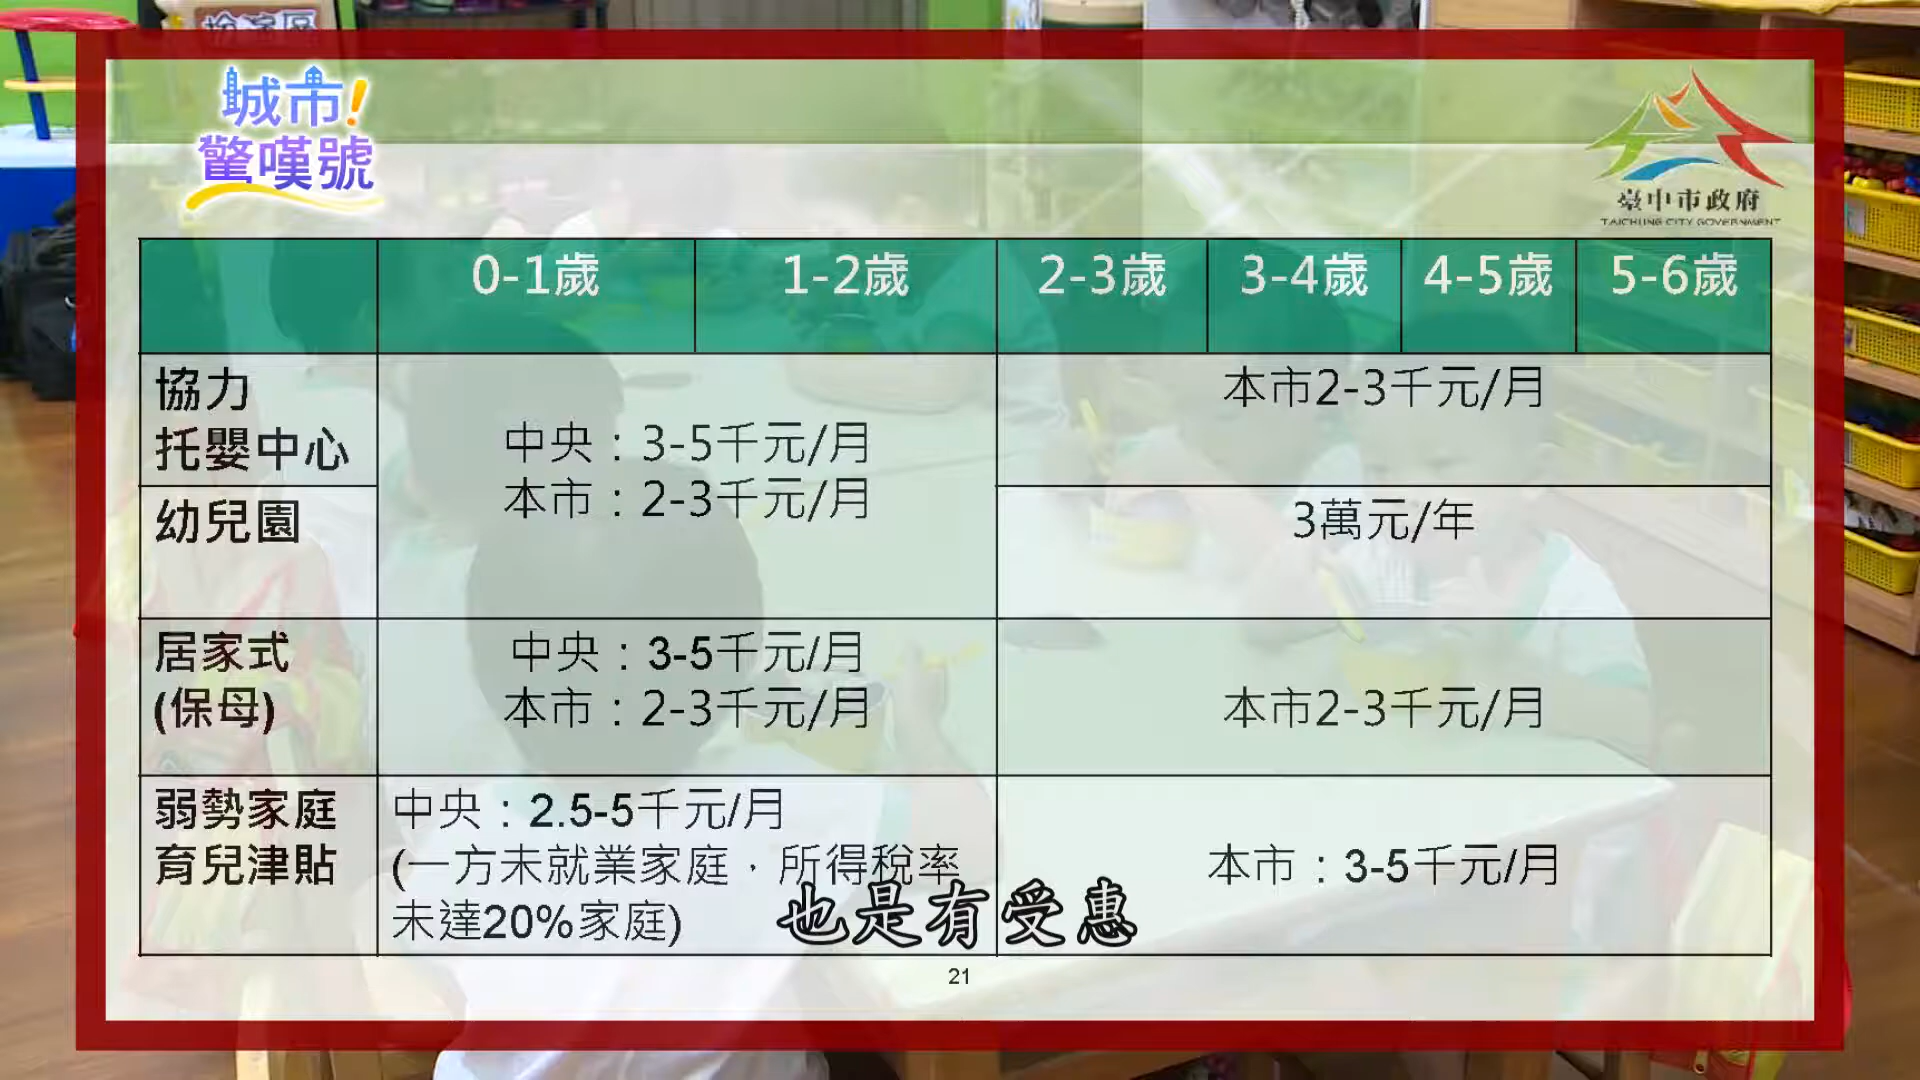 城市!
驚嘆號
臺中市政府
TAICHUNG CITY GOVERNMENT
0-1歲 1-2歲 2-3歲 3-4歲 4-5歲 5-6歲
協力
托嬰中心
幼兒園
中央：3-5千元/月
本市：2-3千元/月
本市2-3千元/月
3萬元/年
居家式
(保母)
中央：3-5千元/月
本市：2-3千元/月
本市2-3千元/月
弱勢家庭
育兒津貼
中央：2.5-5千元/月
(一方未就業家庭，所得稅率
未達20%家庭)
本市：3-5千元/月
也是有受惠
21